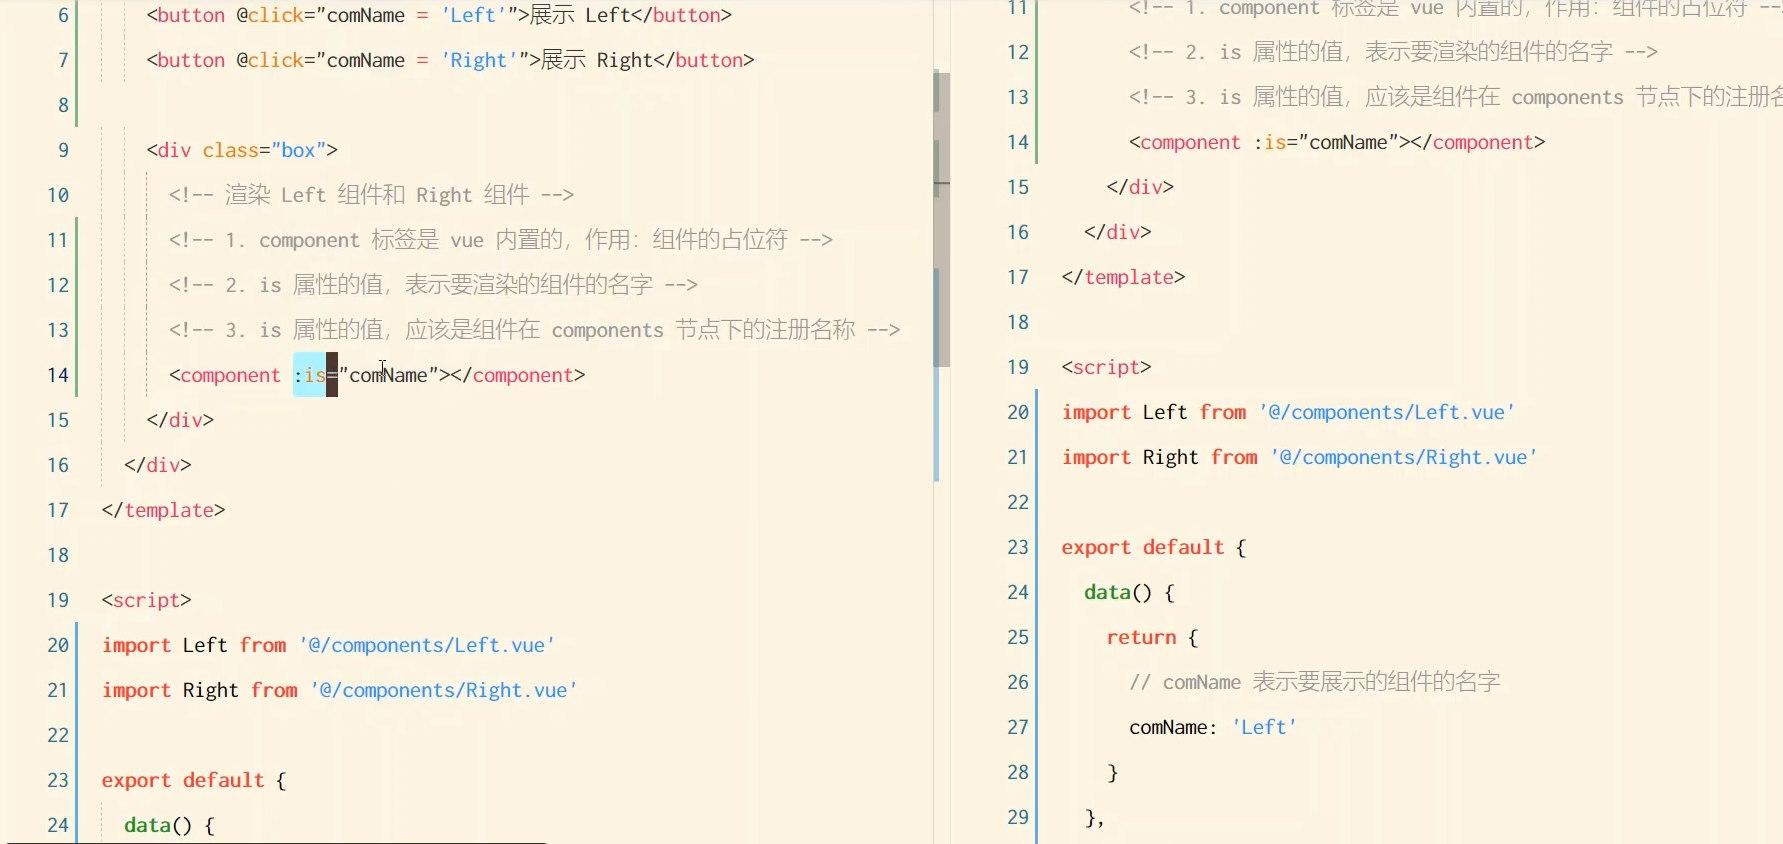 6 <button @click="comName = 'Left'">展示 Left</button>
7 <button @click="comName = 'Right'">展示 Right</button>
8
9 <div class="box">
10 <!-- 渲染 Left 组件和 Right 组件 -->
11 <!-- 1. component 标签是 vue 内置的，作用：组件的占位符 -->
12 <!-- 2. is 属性的值，表示要渲染的组件的名字 -->
13 <!-- 3. is 属性的值，应该是组件在 components 节点下的注册名称 -->
14 <component :is="comName"></component>
15 </div>
16 </div>
17 </template>
18
19 <script>
20 import Left from '@/components/Left.vue'
21 import Right from '@/components/Right.vue'
22
23 export default {
24 data() {
11 <!-- 1. component 标签是 vue 内置的，作用：组件的占位符 --
12 <!-- 2. is 属性的值，表示要渲染的组件的名字 -->
13 <!-- 3. is 属性的值，应该是组件在 components 节点下的注册名
14 <component :is="comName"></component>
15 </div>
16 </div>
17 </template>
18
19 <script>
20 import Left from '@/components/Left.vue'
21 import Right from '@/components/Right.vue'
22
23 export default {
24 data() {
25 return {
26 // comName 表示要展示的组件的名字
27 comName: 'Left'
28 }
29 },